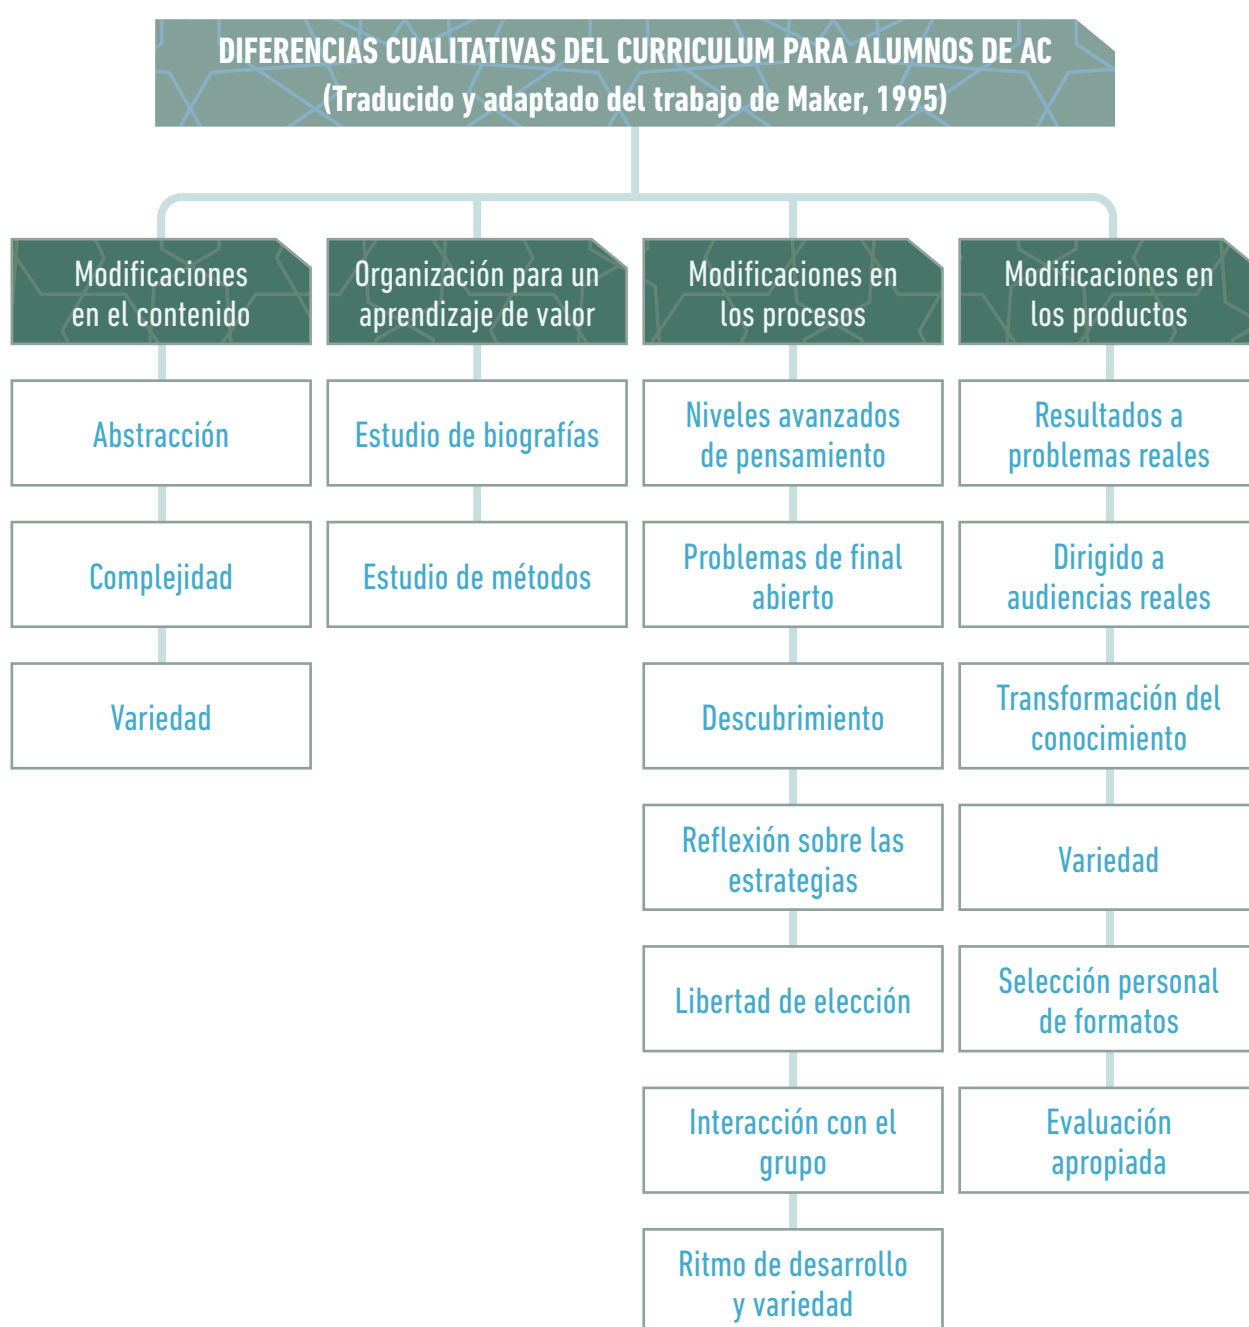 DIFERENCIAS CUALITATIVAS DEL CURRICULUM PARA ALUMNOS DE AC
(Traducido y adaptado del trabajo de Maker, 1995)
Modificaciones
en el contenido
Abstracción
Complejidad
Variedad
Organización para un
aprendizaje de valor
Estudio de biografías
Estudio de métodos
Modificaciones en
los procesos
Niveles avanzados
de pensamiento
Problemas de final
abierto
Descubrimiento
Reflexión sobre las
estrategias
Libertad de elección
Interacción con el
grupo
Ritmo de desarrollo
y variedad
Modificaciones en
los productos
Resultados a
problemas reales
Dirigido a
audiencias reales
Transformación del
conocimiento
Variedad
Selección personal
de formatos
Evaluación
apropiada